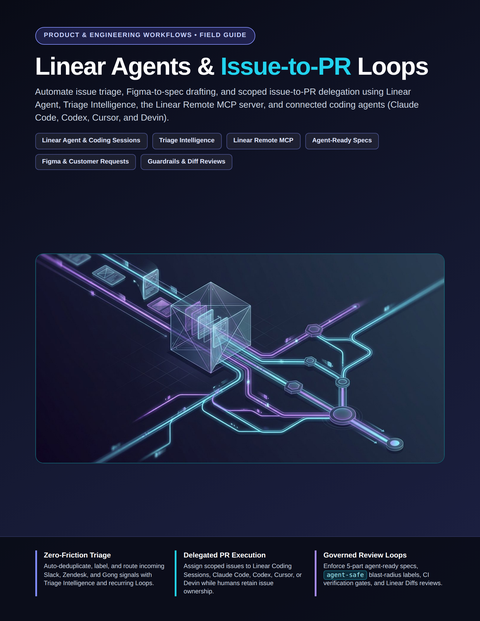 PRODUCT & ENGINEERING WORKFLOWS • FIELD GUIDE
Linear Agents & Issue-to-PR Loops
Automate issue triage, Figma-to-spec drafting, and scoped issue-to-PR delegation using Linear
Agent, Triage Intelligence, the Linear Remote MCP server, and connected coding agents (Claude
Code, Codex, Cursor, and Devin).
Linear Agent & Coding Sessions
Triage Intelligence
Linear Remote MCP
Agent-Ready Specs
Figma & Customer Requests
Guardrails & Diff Reviews
Zero-Friction Triage
Auto-deduplicate, label, and route incoming
Slack, Zendesk, and Gong signals with
Triage Intelligence and recurring Loops.
Delegated PR Execution
Assign scoped issues to Linear Coding
Sessions, Claude Code, Codex, Cursor, or
Devin while humans retain issue
ownership.
Governed Review Loops
Enforce 5-part agent-ready specs,
agent-safe blast-radius labels, CI
verification gates, and Linear Diffs reviews.